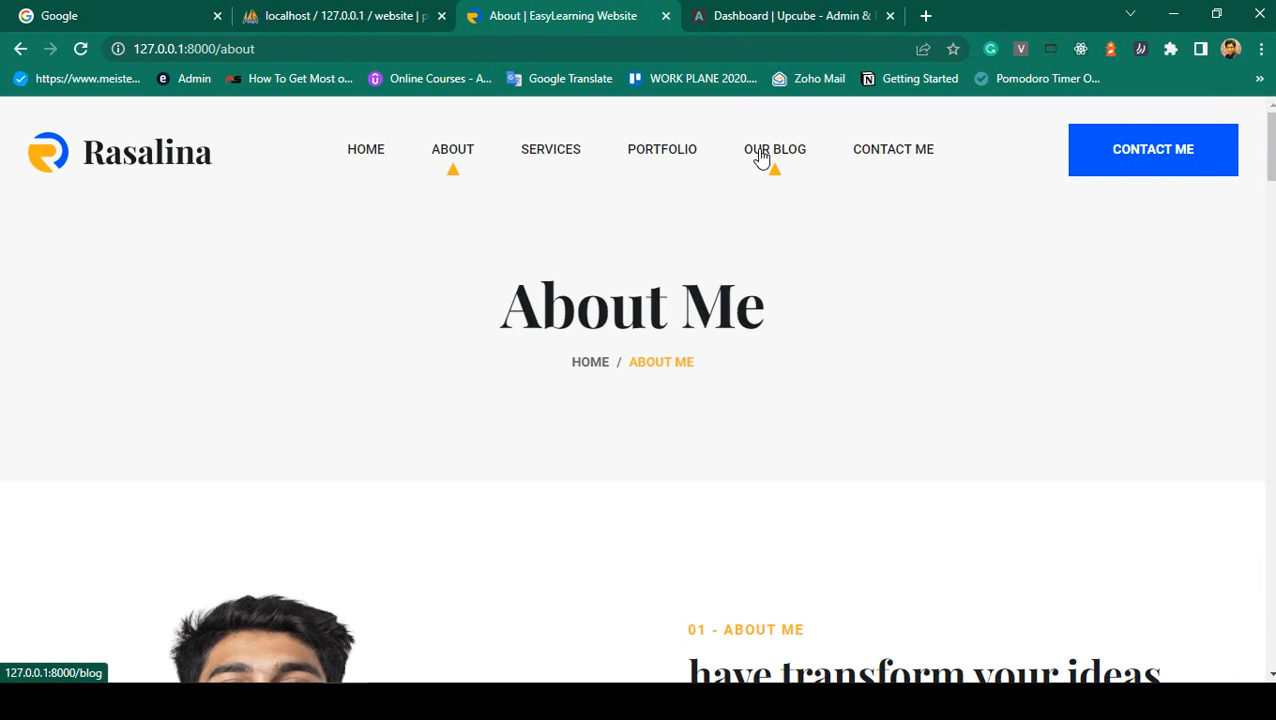 Google
localhost / 127.0.0.1 / website | p
About | EasyLearning Website
Dashboard | Upcube - Admin &
127.0.0.1:8000/about
https://www.meiste...
Admin
How To Get Most o...
Online Courses - A...
Google Translate
WORK PLANE 2020....
Zoho Mail
Getting Started
Pomodoro Timer O...
»
Rasalina
HOME
ABOUT
SERVICES
PORTFOLIO
OUR BLOG
CONTACT ME
CONTACT ME
About Me
HOME / ABOUT ME
01 - ABOUT ME
have transform your ideas
127.0.0.1:8000/blog